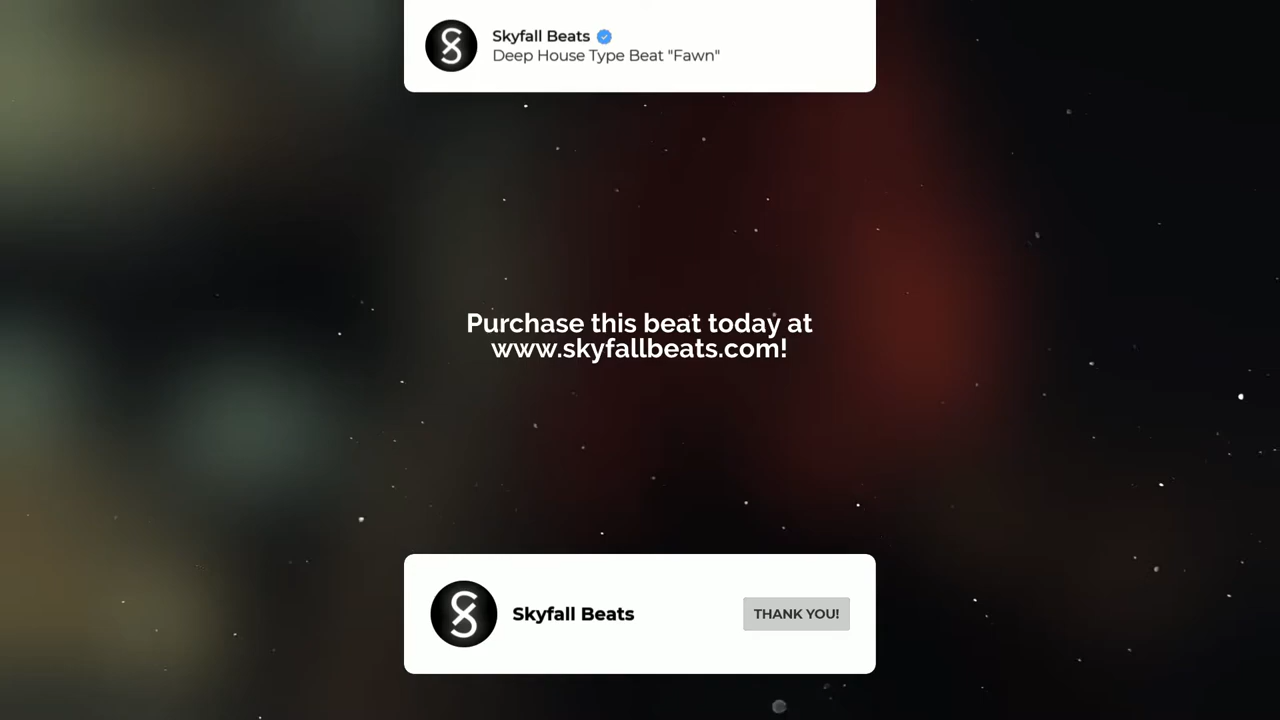 Skyfall Beats
Deep House Type Beat "Fawn"
Purchase this beat today at
www.skyfallbeats.com!
Skyfall Beats
THANK YOU!